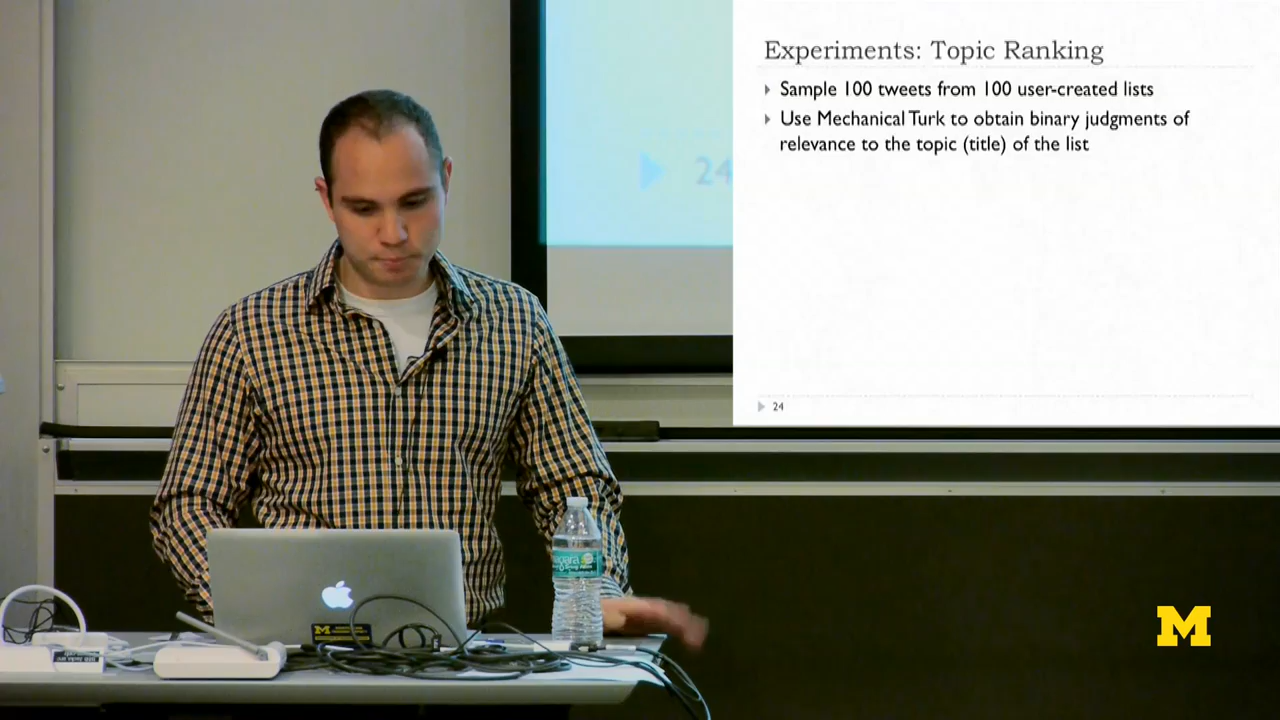 Experiments: Topic Ranking
Sample 100 tweets from 100 user-created lists
Use Mechanical Turk to obtain binary judgments of
relevance to the topic (title) of the list
24
24
M
M